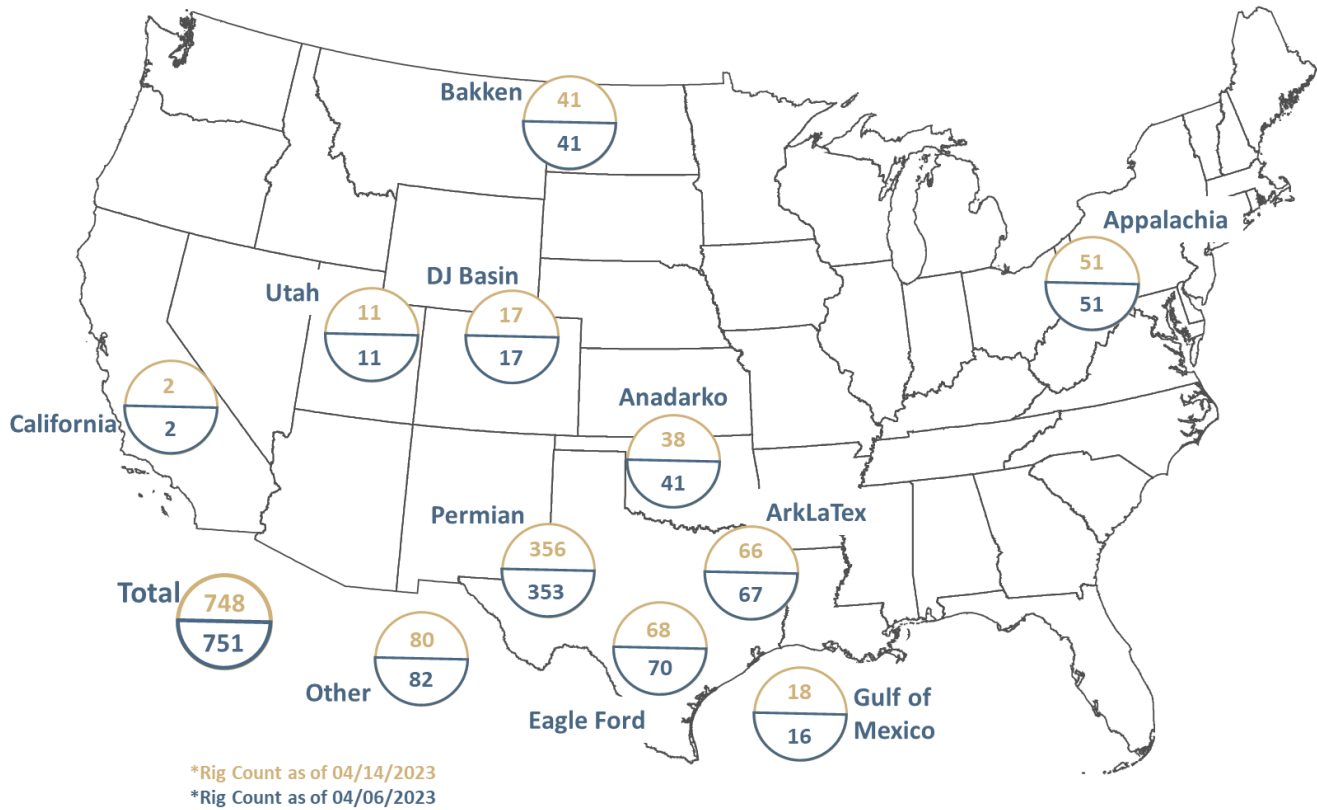 Bakken
41
41
Appalachia
51
51
DJ Basin
17
17
Utah
11
11
California
2
2
Anadarko
38
41
Permian
356
353
ArkLaTex
66
67
Total
748
751
Other
80
82
Eagle Ford
68
70
Gulf of
Mexico
18
16
*Rig Count as of 04/14/2023
*Rig Count as of 04/06/2023